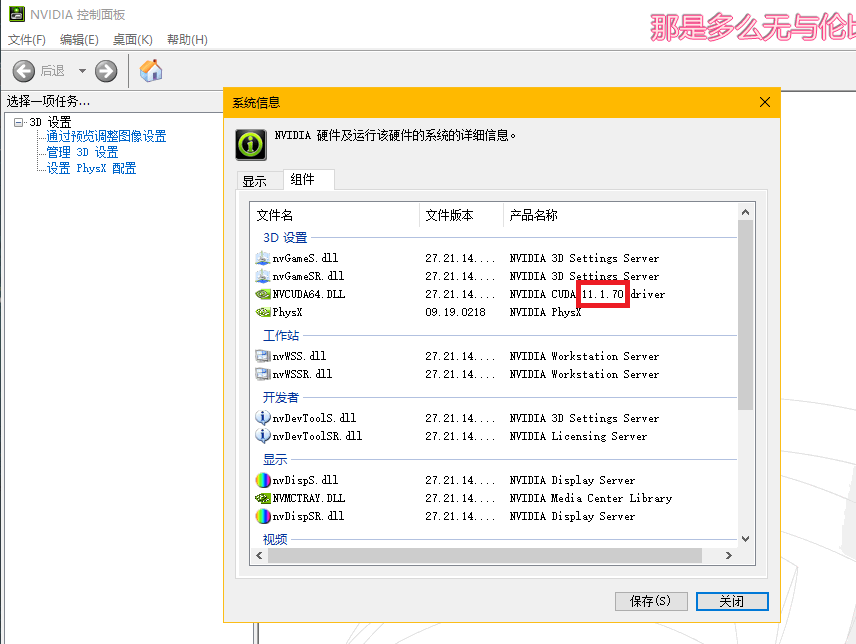 NVIDIA 控制面板
那是多么无与伦比
文件(F) 编辑(E) 桌面(K) 帮助(H)
后退
选择一项任务...
3D 设置
通过预览调整图像设置
管理 3D 设置
设置 PhysX 配置
系统信息
NVIDIA 硬件及运行该硬件的系统的详细信息。
显示 组件
文件名 文件版本 产品名称
3D 设置
nvGameS.dll 27.21.14.... NVIDIA 3D Settings Server
nvGameSR.dll 27.21.14.... NVIDIA 3D Settings Server
NVCUDA64.DLL 27.21.14.... NVIDIA CUDA 11.1.70 driver
PhysX 09.19.0218 NVIDIA PhysX
工作站
nvWSS.dll 27.21.14.... NVIDIA Workstation Server
nvWSSR.dll 27.21.14.... NVIDIA Workstation Server
开发者
nvDevToolS.dll 27.21.14.... NVIDIA 3D Settings Server
nvDevToolSR.dll 27.21.14.... NVIDIA Licensing Server
显示
nvDispS.dll 27.21.14.... NVIDIA Display Server
NVMCTRAY.DLL 27.21.14.... NVIDIA Media Center Library
nvDispSR.dll 27.21.14.... NVIDIA Display Server
视频
保存(S) 关闭